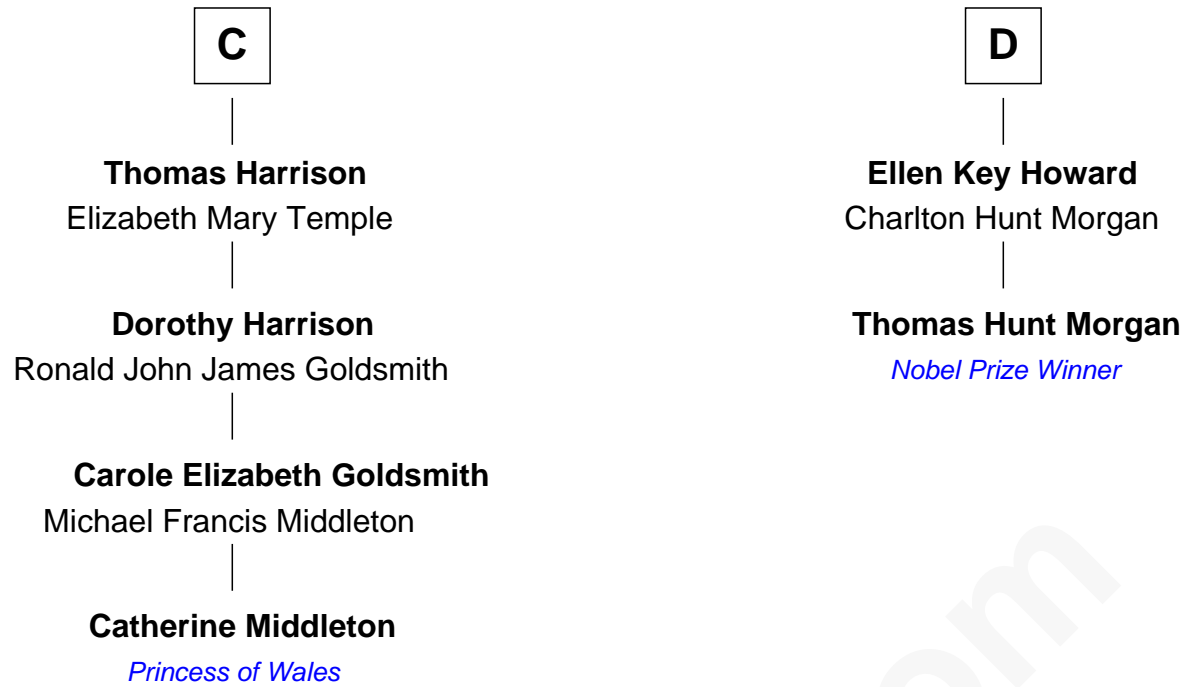 C
Thomas Harrison
Elizabeth Mary Temple
Dorothy Harrison
Ronald John James Goldsmith
Carole Elizabeth Goldsmith
Michael Francis Middleton
Catherine Middleton
Princess of Wales
D
Ellen Key Howard
Charlton Hunt Morgan
Thomas Hunt Morgan
Nobel Prize Winner
om